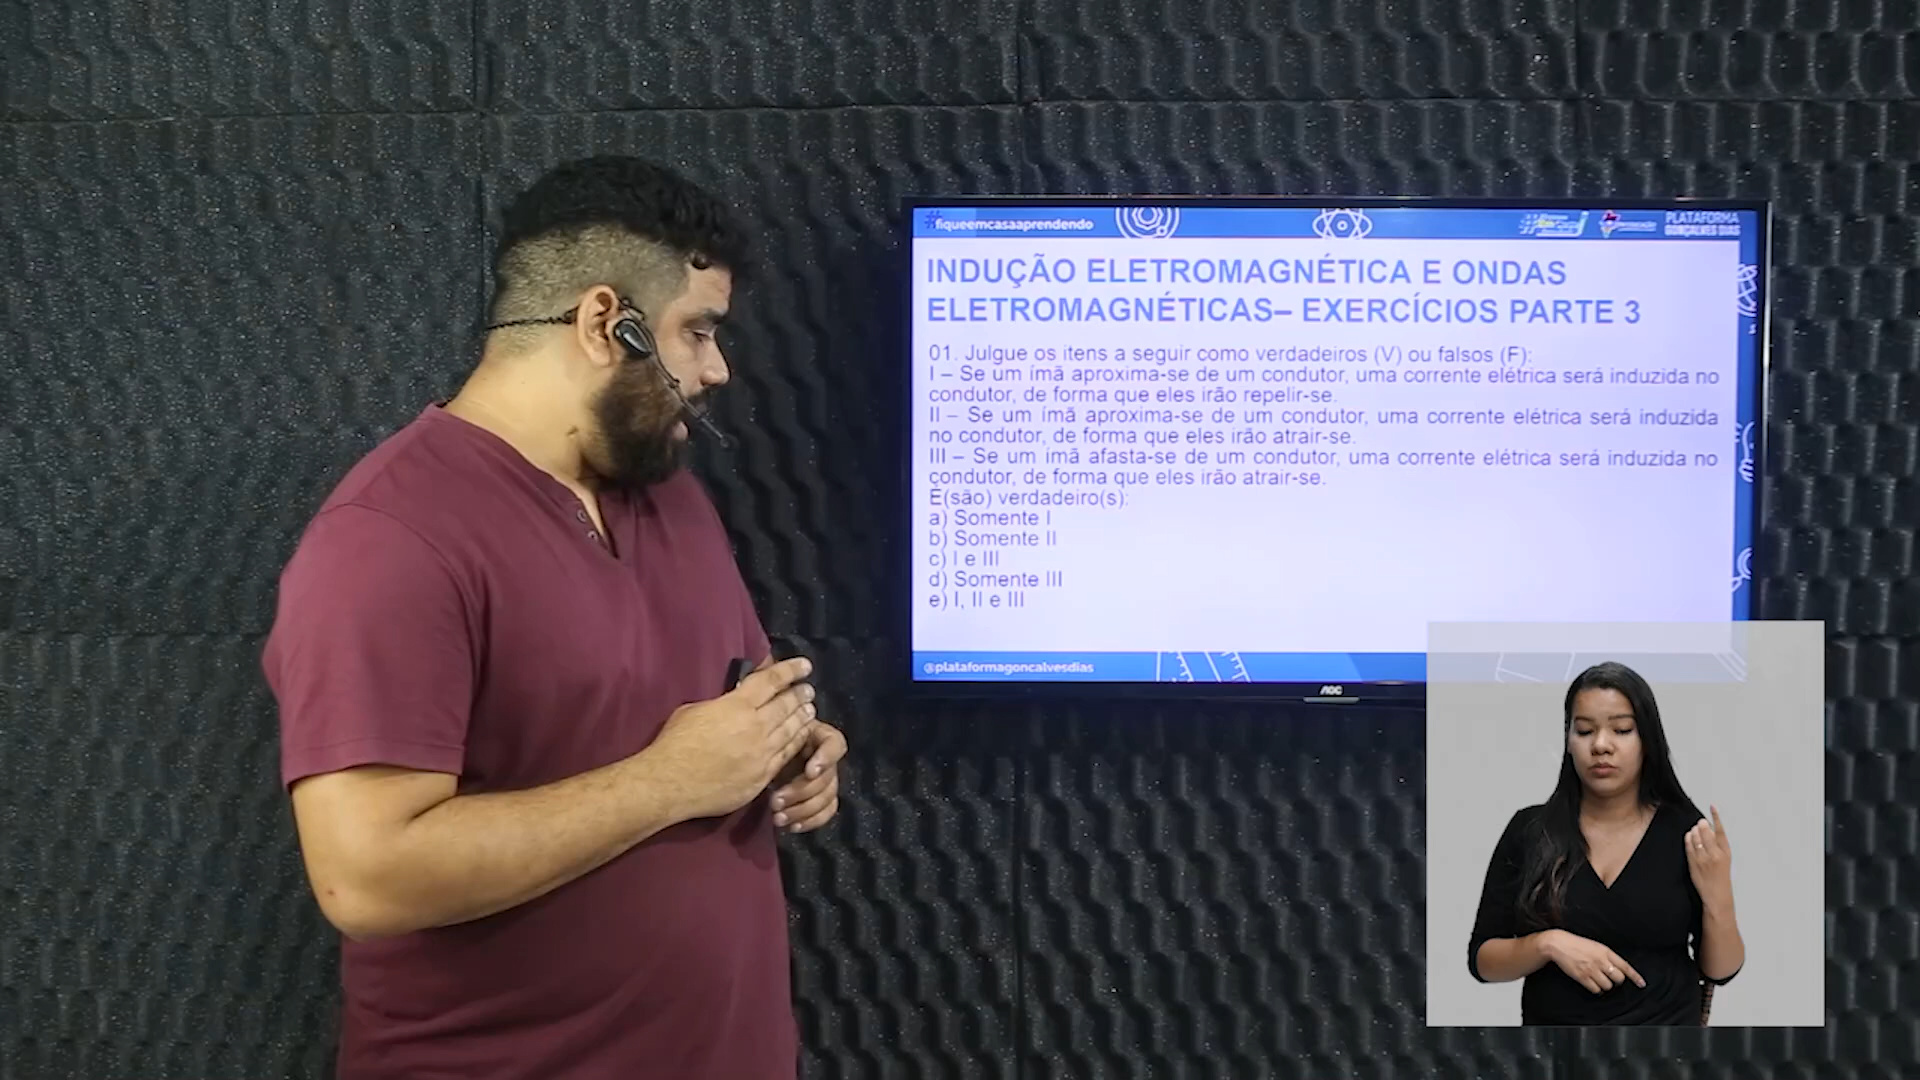 #fiqueemcasaaprendendo
PLATAFORMA
GONÇALVES DIAS
INDUÇÃO ELETROMAGNÉTICA E ONDAS
ELETROMAGNÉTICAS– EXERCÍCIOS PARTE 3
01. Julgue os itens a seguir como verdadeiros (V) ou falsos (F):
I – Se um ímã aproxima-se de um condutor, uma corrente elétrica será induzida no
condutor, de forma que eles irão repelir-se.
II – Se um ímã aproxima-se de um condutor, uma corrente elétrica será induzida
no condutor, de forma que eles irão atrair-se.
III – Se um ímã afasta-se de um condutor, uma corrente elétrica será induzida no
condutor, de forma que eles irão atrair-se.
É(são) verdadeiro(s):
a) Somente I
b) Somente II
c) I e III
d) Somente III
e) I, II e III
@plataformagoncalvesdias
AOC